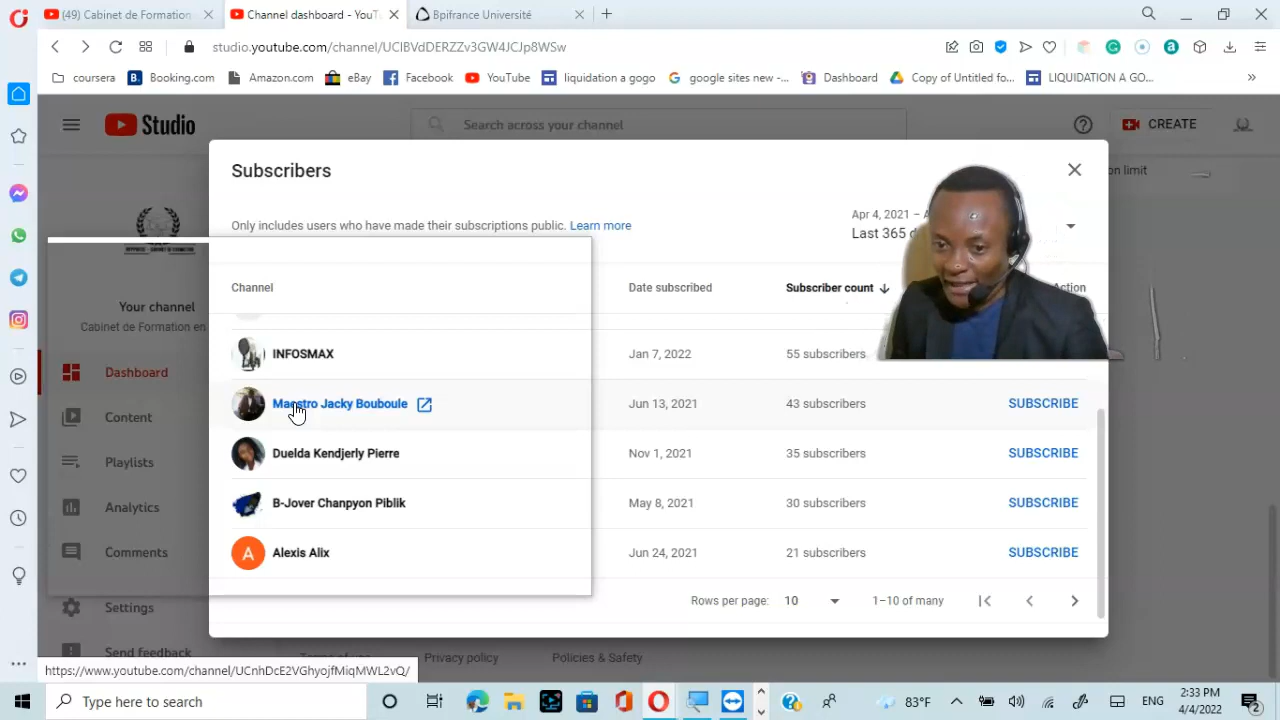 (49) Cabinet de Formation
Channel dashboard - YouT
Bpifrance Université
studio.youtube.com/channel/UCIBVdDERZZv3GW4JCJp8WSw
coursera
Booking.com
Amazon.com
eBay
Facebook
YouTube
liquidation a gogo
google sites new -...
Dashboard
Copy of Untitled fo...
LIQUIDATION A GO...
Studio
Search across your channel
CREATE
Subscribers
on limit
Only includes users who have made their subscriptions public. Learn more
Apr 4, 2021 –
Last 365
Channel
Date subscribed
Subscriber count
Action
INFOSMAX
Jan 7, 2022
55 subscribers
Maestro Jacky Bouboule
Jun 13, 2021
43 subscribers
SUBSCRIBE
Duelda Kendjerly Pierre
Nov 1, 2021
35 subscribers
SUBSCRIBE
B-Jover Chanpyon Piblik
May 8, 2021
30 subscribers
SUBSCRIBE
A
Alexis Alix
Jun 24, 2021
21 subscribers
SUBSCRIBE
Rows per page: 10
1–10 of many
Your channel
Cabinet de Formation en
Dashboard
Content
Playlists
Analytics
Comments
Settings
Send feedback
Terms of use
Privacy policy
Policies & Safety
https://www.youtube.com/channel/UCnhDcE2VGhyojfMiqMWL2vQ/
Type here to search
83°F
ENG
2:33 PM
4/4/2022
2